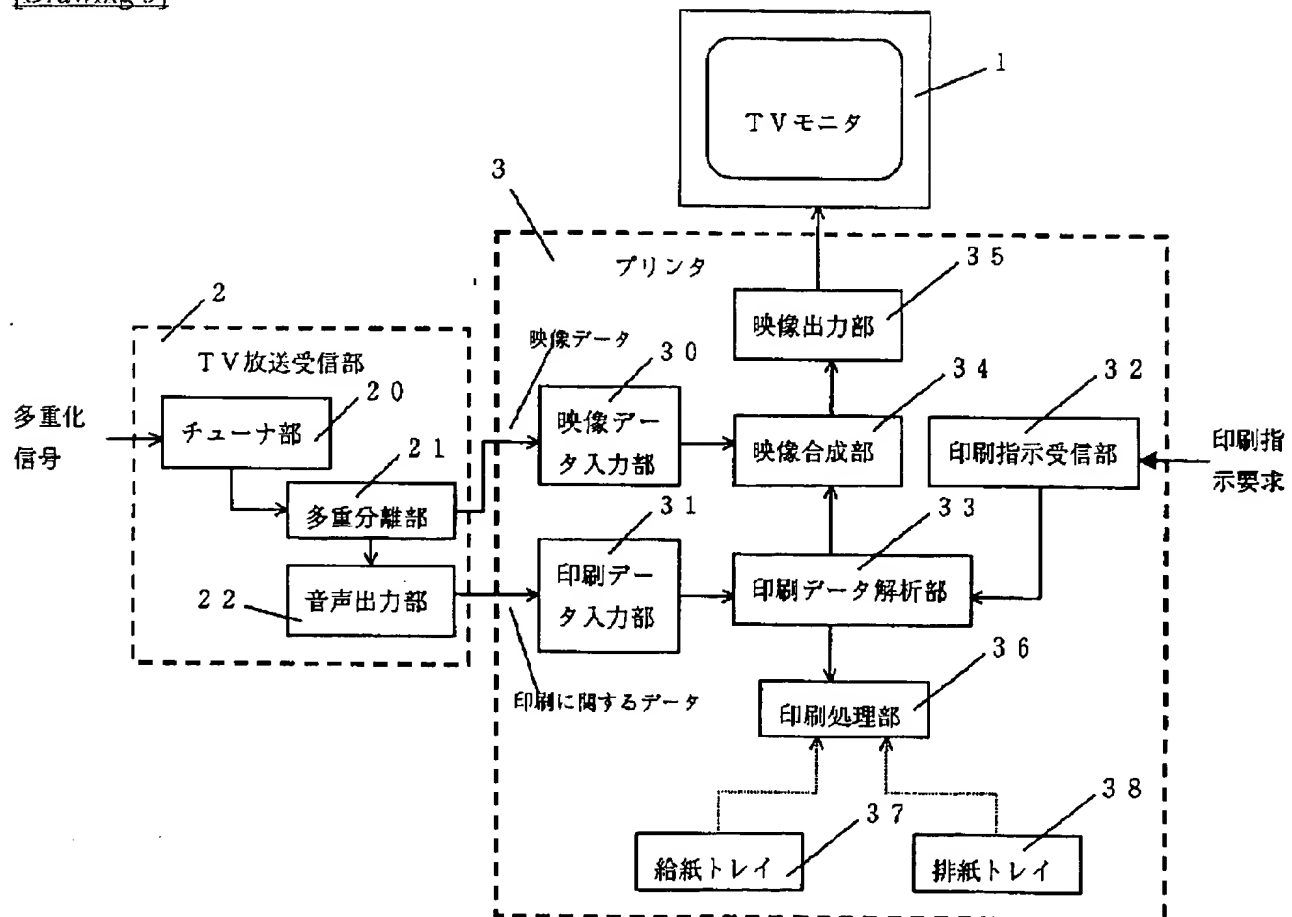 [Drawing 3]
1
TVモニタ
3
プリンタ
35
映像出力部
2
TV放送受信部
映像データ
30
34
32
多重化
信号
チューナ部
20
映像デー
タ入力部
映像合成部
印刷指示受信部
印刷指
示要求
21
多重分離部
31
33
22
音声出力部
印刷デー
タ入力部
印刷データ解析部
印刷に関するデータ
36
印刷処理部
37
38
給紙トレイ
排紙トレイ